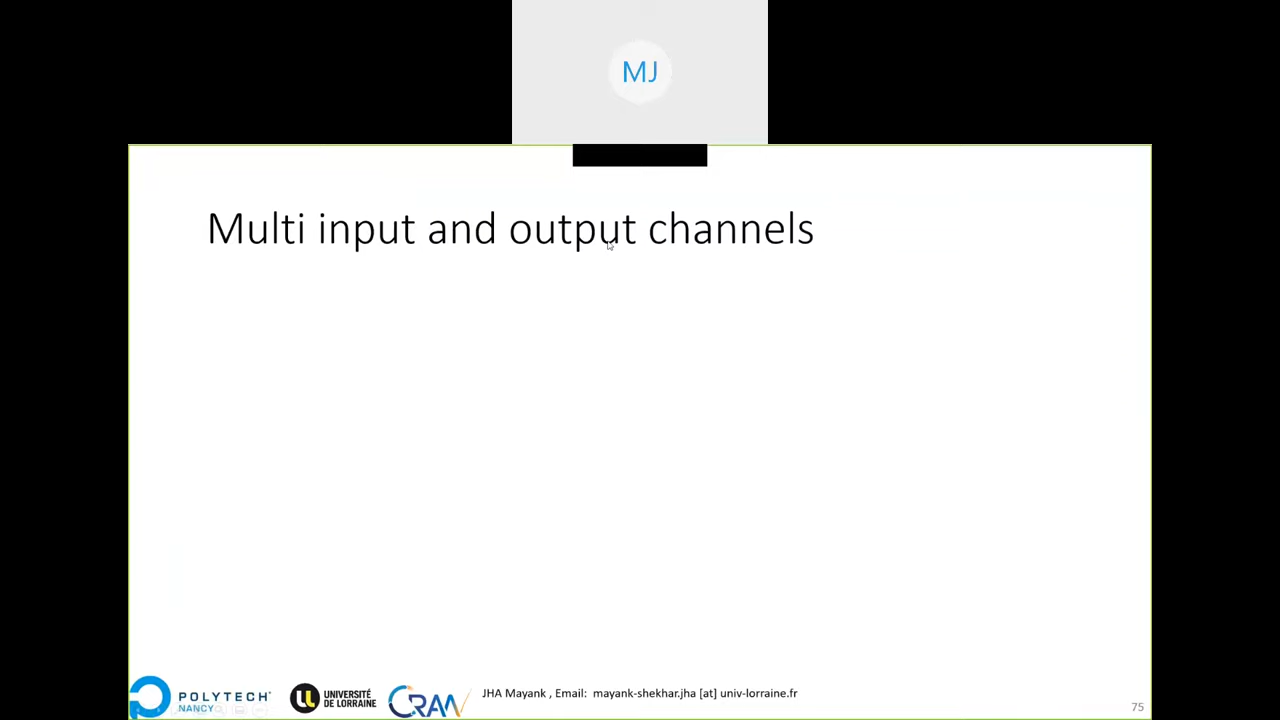 MJ
Multi input and output channels
POLYTECH
NANCY
UL
UNIVERSITÉ
DE LORRAINE
CRAN
JHA Mayank , Email: mayank-shekhar.jha [at] univ-lorraine.fr
75